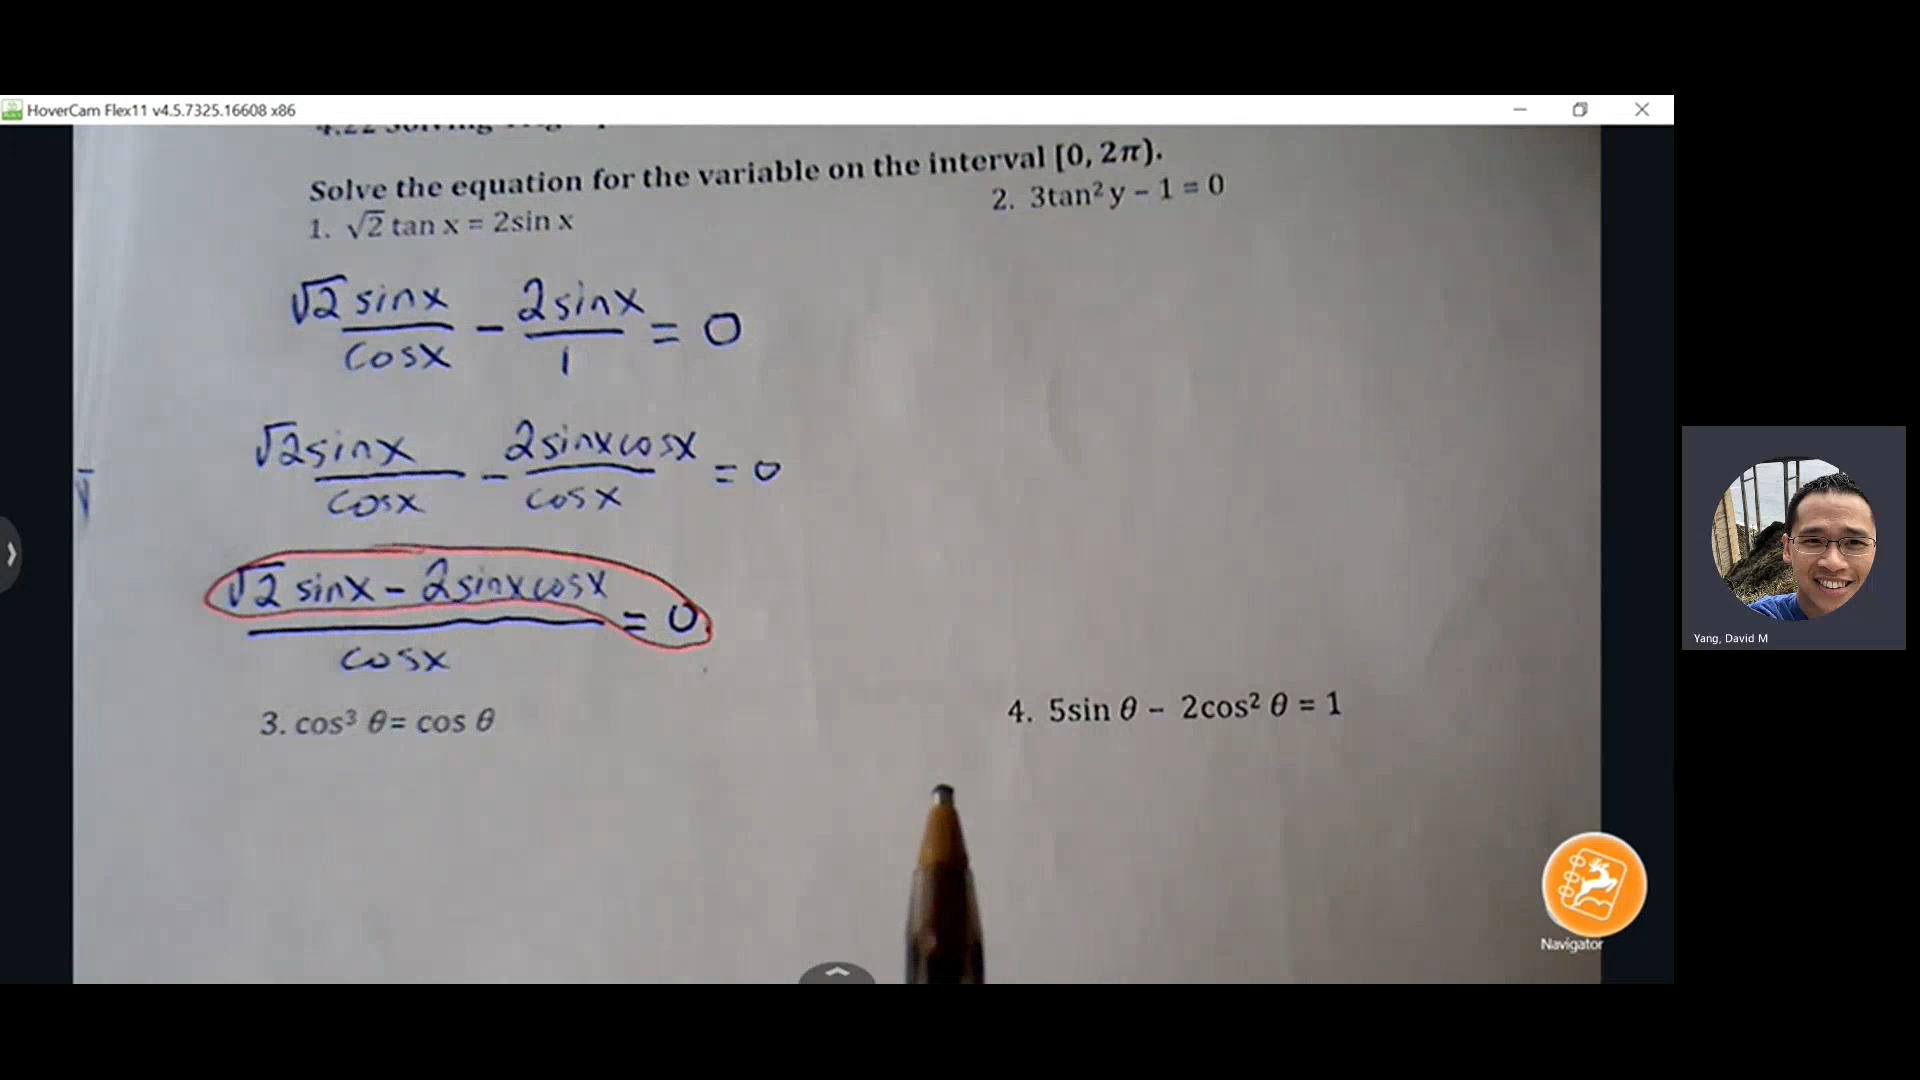 HoverCam Flex11 v4.5.7325.16608 x86
Solve the equation for the variable on the interval [0, 2π).
1. √2 tan x = 2sin x
2. 3tan² y − 1 = 0
√2 sinx/cosx − 2sinx/1 = 0
√2sinx/cosx − 2sinxcosx/cosx = 0
√2 sinx − 2sinxcosx/cosx = 0
3. cos³ θ= cos θ
4. 5sin θ − 2cos² θ = 1
Navigator
Yang, David M